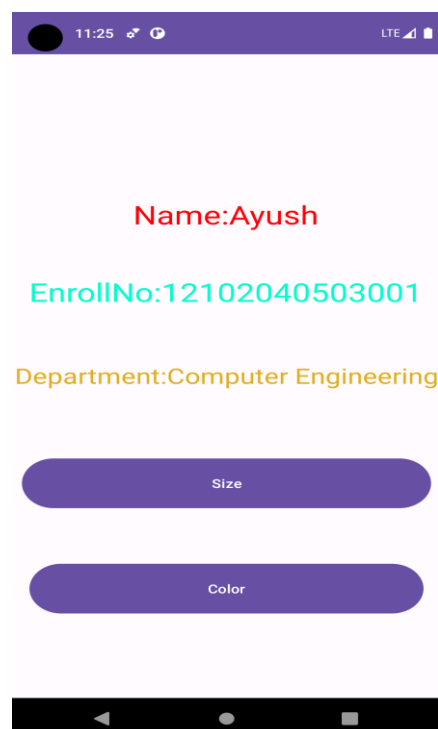 11:25 LTE
Name:Ayush
EnrollNo:12102040503001
Department:Computer Engineering
Size
Color